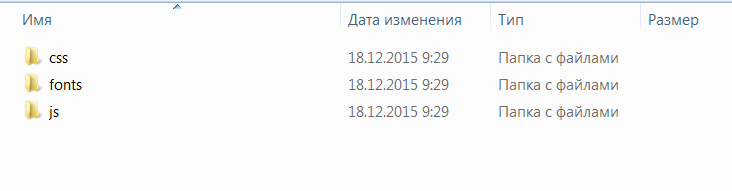 Имя Дата изменения Тип Размер
css 18.12.2015 9:29 Папка с файлами
fonts 18.12.2015 9:29 Папка с файлами
js 18.12.2015 9:29 Папка с файлами